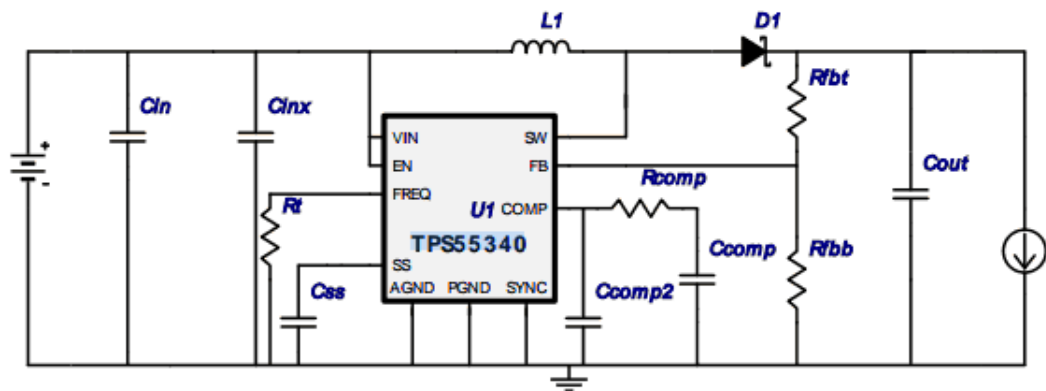 L1
D1
Cin
Cinx
Rfbt
+
-
VIN
SW
EN
FB
Rcomp
Cout
Rt
FREQ
U1
COMP
TPS55340
Ccomp
Rfbb
SS
Css
AGND
PGND
SYNC
Ccomp2